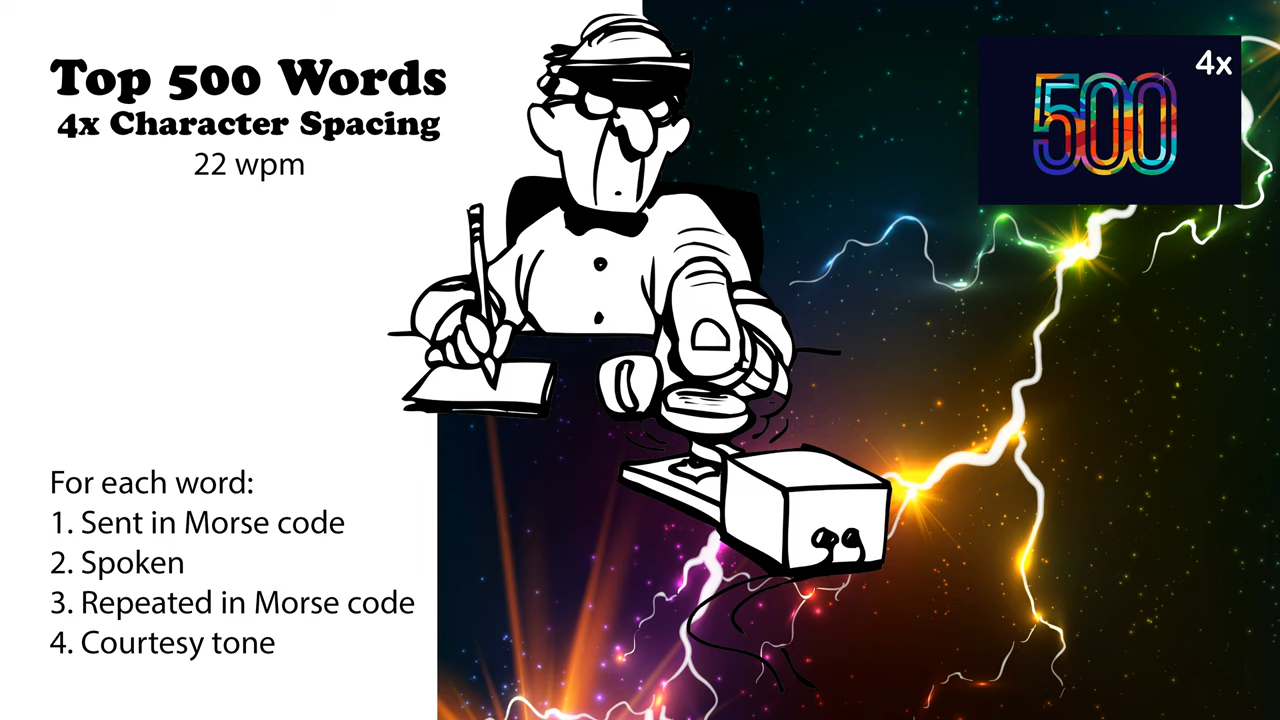 Top 500 Words
4x Character Spacing
22 wpm
4x
500
For each word:
1. Sent in Morse code
2. Spoken
3. Repeated in Morse code
4. Courtesy tone